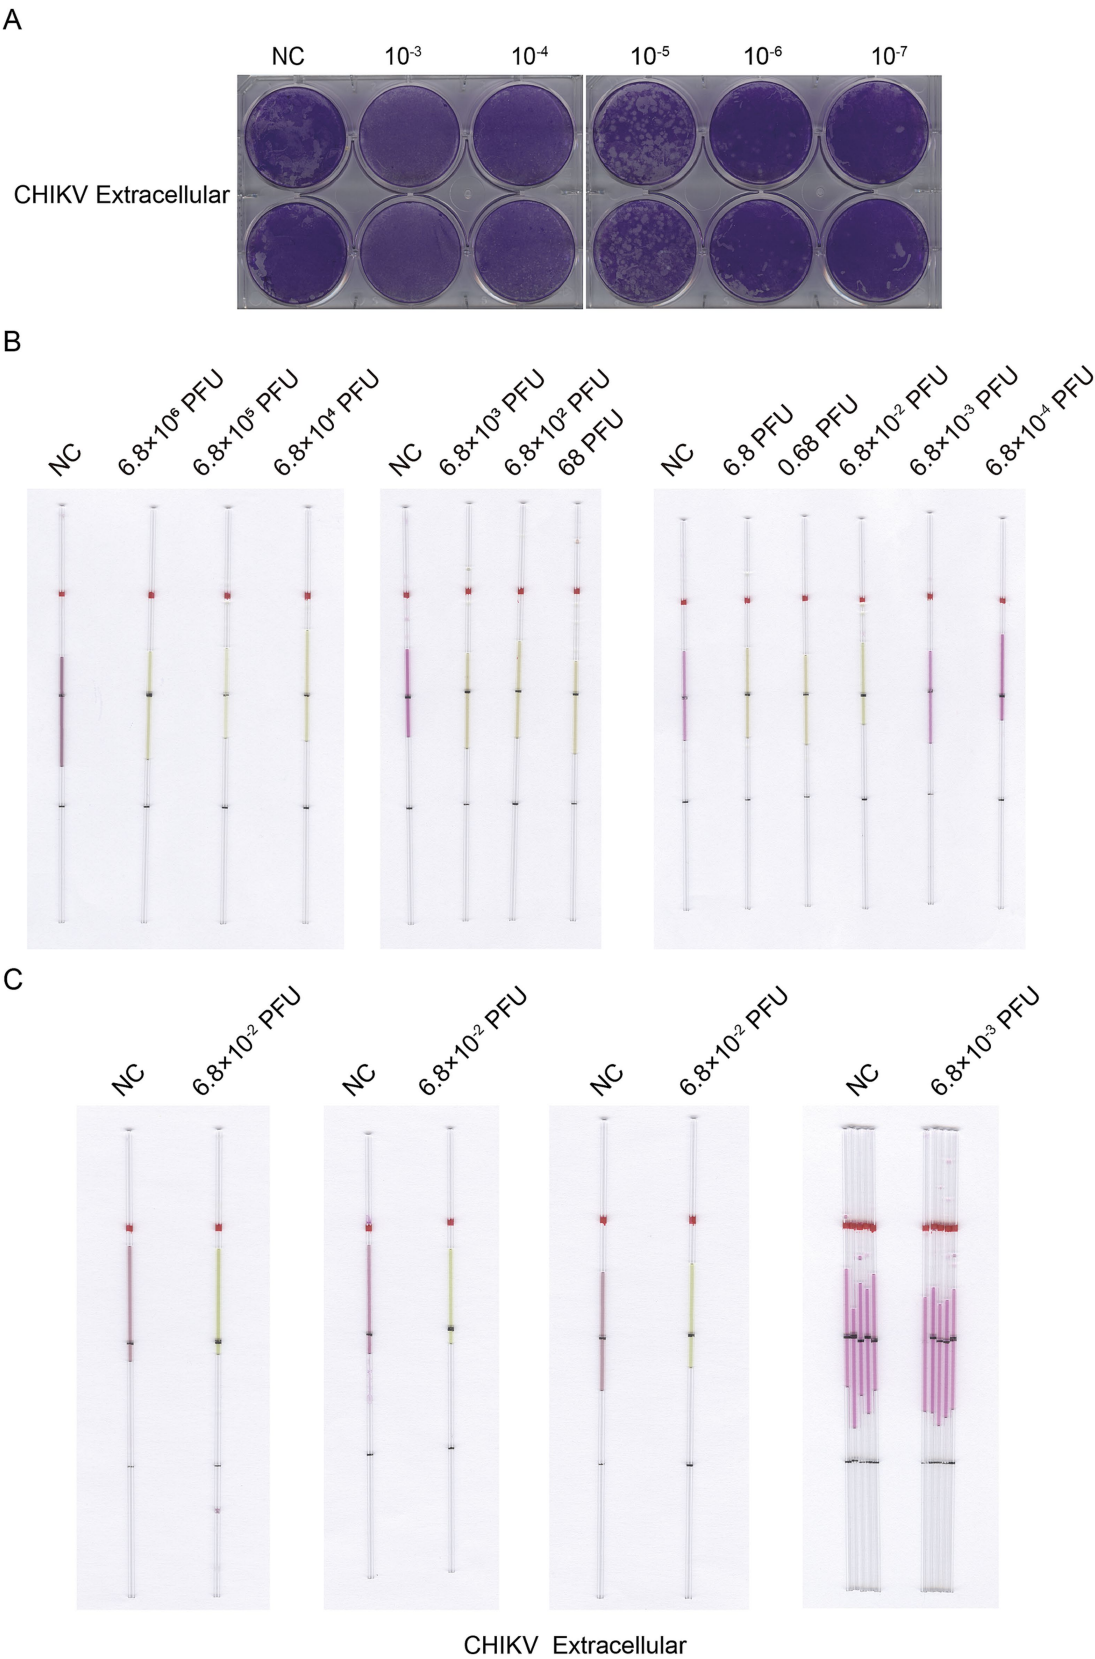 A
NC 10⁻³ 10⁻⁴ 10⁻⁵ 10⁻⁶ 10⁻⁷
CHIKV Extracellular
B
NC 6.8×10⁶ PFU 6.8×10⁵ PFU 6.8×10⁴ PFU NC 6.8×10³ PFU 6.8×10² PFU 68 PFU NC 6.8 PFU 0.68 PFU 6.8×10⁻² PFU 6.8×10⁻³ PFU 6.8×10⁻⁴ PFU
C
NC 6.8×10⁻² PFU NC 6.8×10⁻² PFU NC 6.8×10⁻² PFU NC 6.8×10⁻³ PFU
CHIKV Extracellular